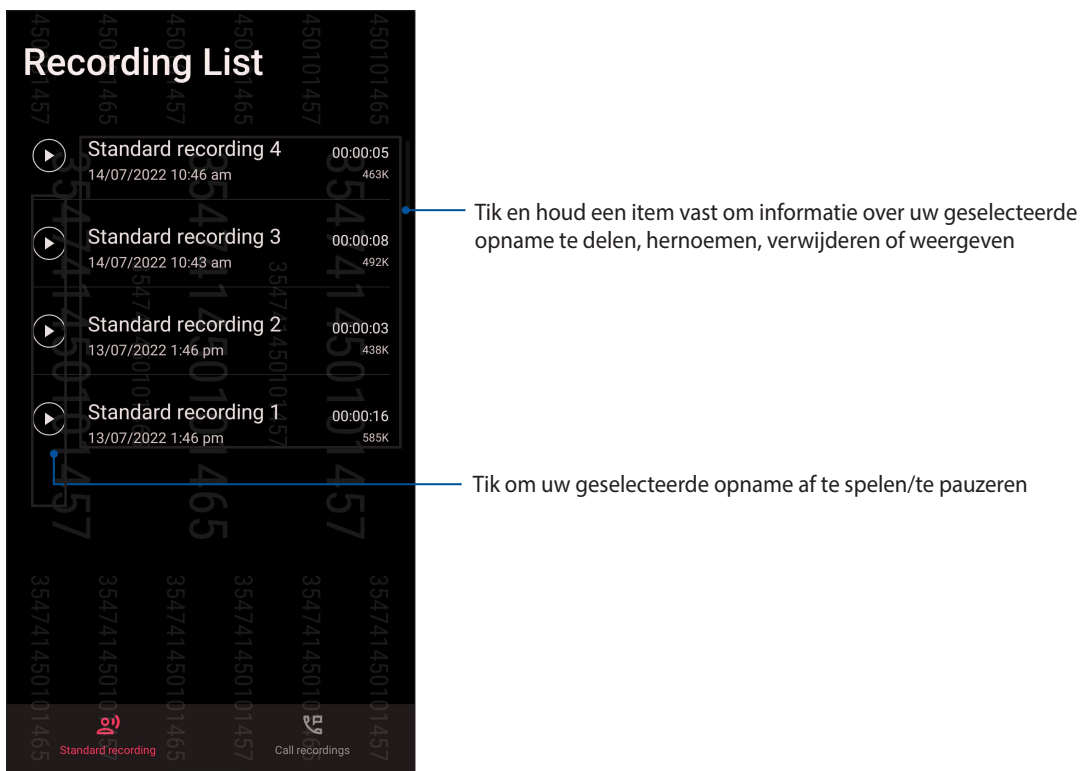 Recording List
Standard recording 4
00:00:05
14/07/2022 10:46 am
463K
Standard recording 3
00:00:08
14/07/2022 10:43 am
492K
Standard recording 2
00:00:03
13/07/2022 1:46 pm
438K
Standard recording 1
00:00:16
13/07/2022 1:46 pm
585K
Standard recording
Call recordings
Tik en houd een item vast om informatie over uw geselecteerde
opname te delen, hernoemen, verwijderen of weergeven
Tik om uw geselecteerde opname af te spelen/te pauzeren